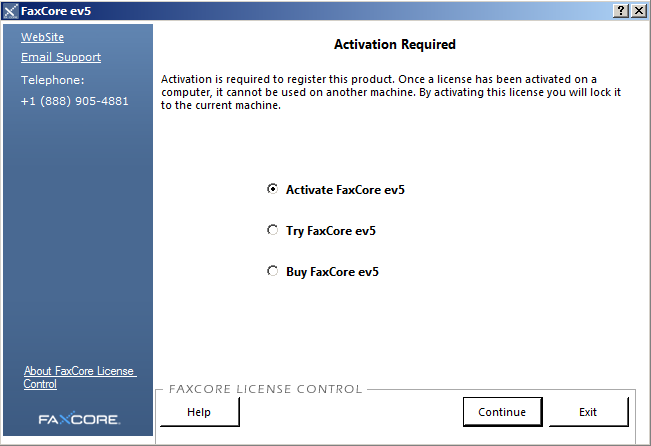 FaxCore ev5
WebSite
Email Support
Telephone:
+1 (888) 905-4881
About FaxCore License
Control
FAXCORE.
Activation Required
Activation is required to register this product. Once a license has been activated on a
computer, it cannot be used on another machine. By activating this license you will lock it
to the current machine.
Activate FaxCore ev5
Try FaxCore ev5
Buy FaxCore ev5
FAXCORE LICENSE CONTROL
Help
Continue
Exit